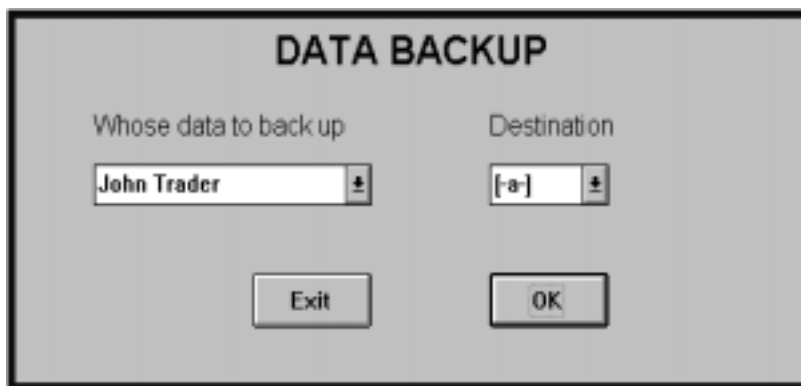 DATA BACKUP
Whose data to back up Destination
John Trader [-a-]
Exit OK